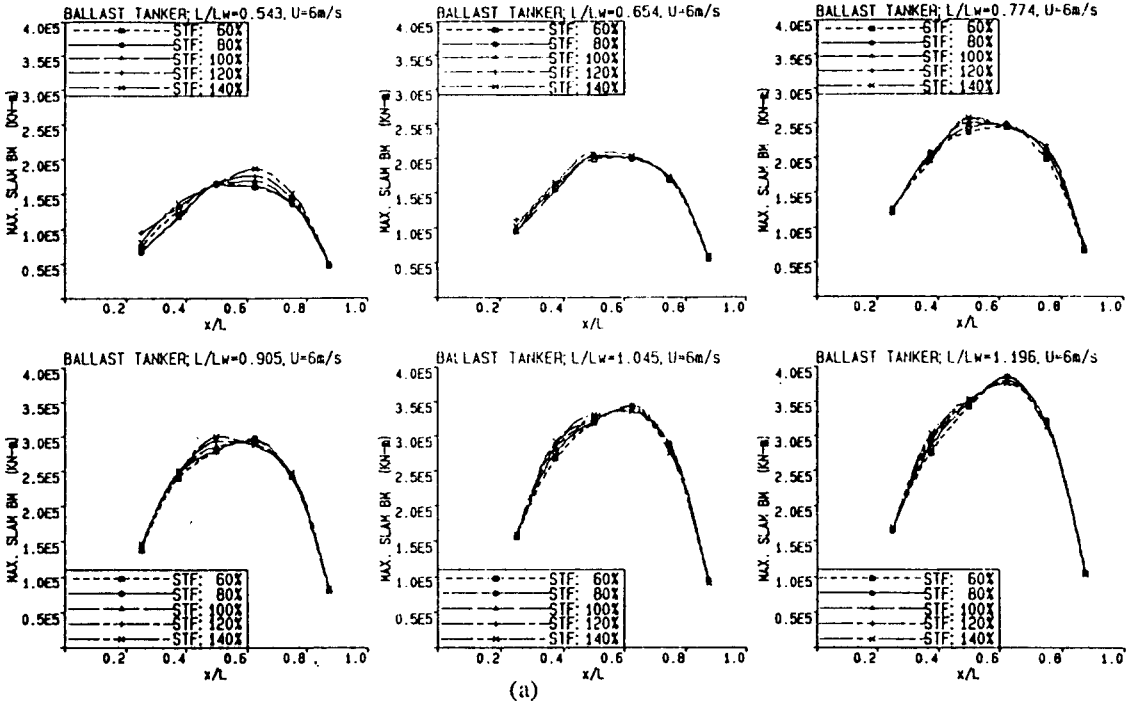 BALLAST TANKER; L/Lw=0.543, U=6m/s
4.0E5
3.5E5
3.0E5
2.5E5
2.0E5
1.5E5
1.0E5
0.5E5
MAX. SLAM BM (KN-m)
STF: 60%
STF: 80%
STF: 100%
STF: 120%
STF: 140%
0.2 0.4 0.6 0.8 1.0
x/L
BALLAST TANKER; L/Lw=0.654, U=6m/s
4.0E5
3.5E5
3.0E5
2.5E5
2.0E5
1.5E5
1.0E5
0.5E5
MAX. SLAM BM (KN-m)
STF: 60%
STF: 80%
STF: 100%
STF: 120%
STF: 140%
0.2 0.4 0.6 0.8 1.0
x/L
BALLAST TANKER; L/Lw=0.774, U=6m/s
4.0E5
3.5E5
3.0E5
2.5E5
2.0E5
1.5E5
1.0E5
0.5E5
MAX. SLAM BM (KN-m)
STF: 60%
STF: 80%
STF: 100%
STF: 120%
STF: 140%
0.2 0.4 0.6 0.8 1.0
x/L
BALLAST TANKER; L/Lw=0.905, U=6m/s
4.0E5
3.5E5
3.0E5
2.5E5
2.0E5
1.5E5
1.0E5
0.5E5
MAX. SLAM BM (KN-m)
STF: 60%
STF: 80%
STF: 100%
STF: 120%
STF: 140%
0.2 0.4 0.6 0.8 1.0
x/L
BALLAST TANKER; L/Lw=1.045, U=6m/s
4.0E5
3.5E5
3.0E5
2.5E5
2.0E5
1.5E5
1.0E5
0.5E5
MAX. SLAM BM (KN-m)
STF: 60%
STF: 80%
STF: 100%
STF: 120%
STF: 140%
0.2 0.4 0.6 0.8 1.0
x/L
BALLAST TANKER; L/Lw=1.196, U=6m/s
4.0E5
3.5E5
3.0E5
2.5E5
2.0E5
1.5E5
1.0E5
0.5E5
MAX. SLAM BM (KN-m)
STF: 60%
STF: 80%
STF: 100%
STF: 120%
STF: 140%
0.2 0.4 0.6 0.8 1.0
x/L
(a)